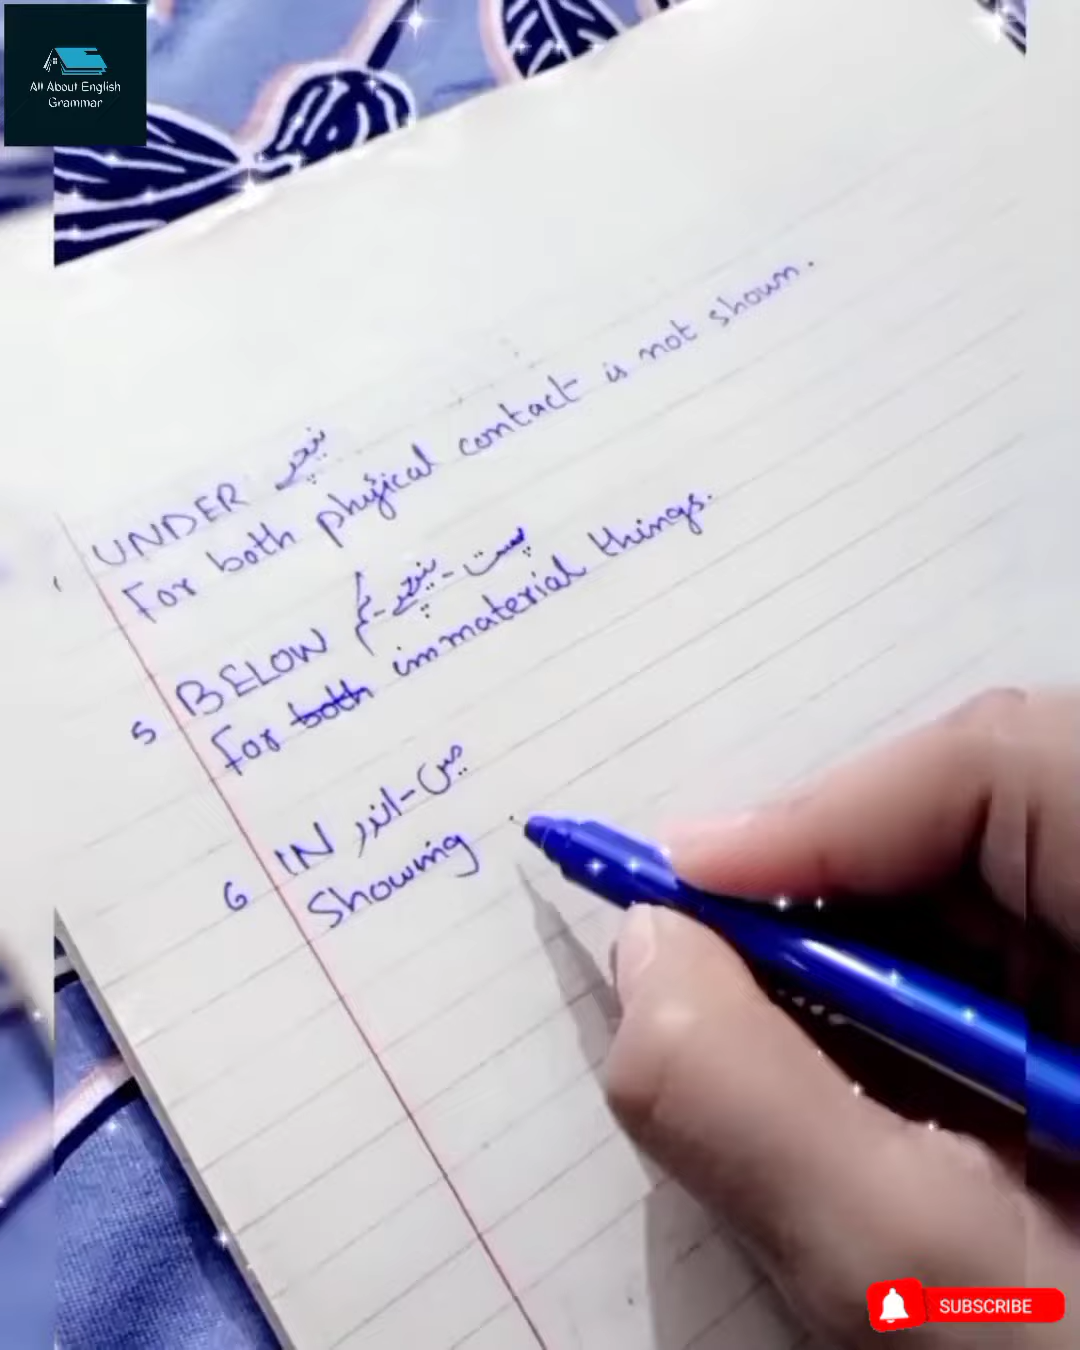 All About English
Grammar
UNDER نیچے
For both physical contact is not shown.
5 BELOW کم - نیچے - پست
For both immaterial things.
6 IN میں - اندر
Showing
SUBSCRIBE